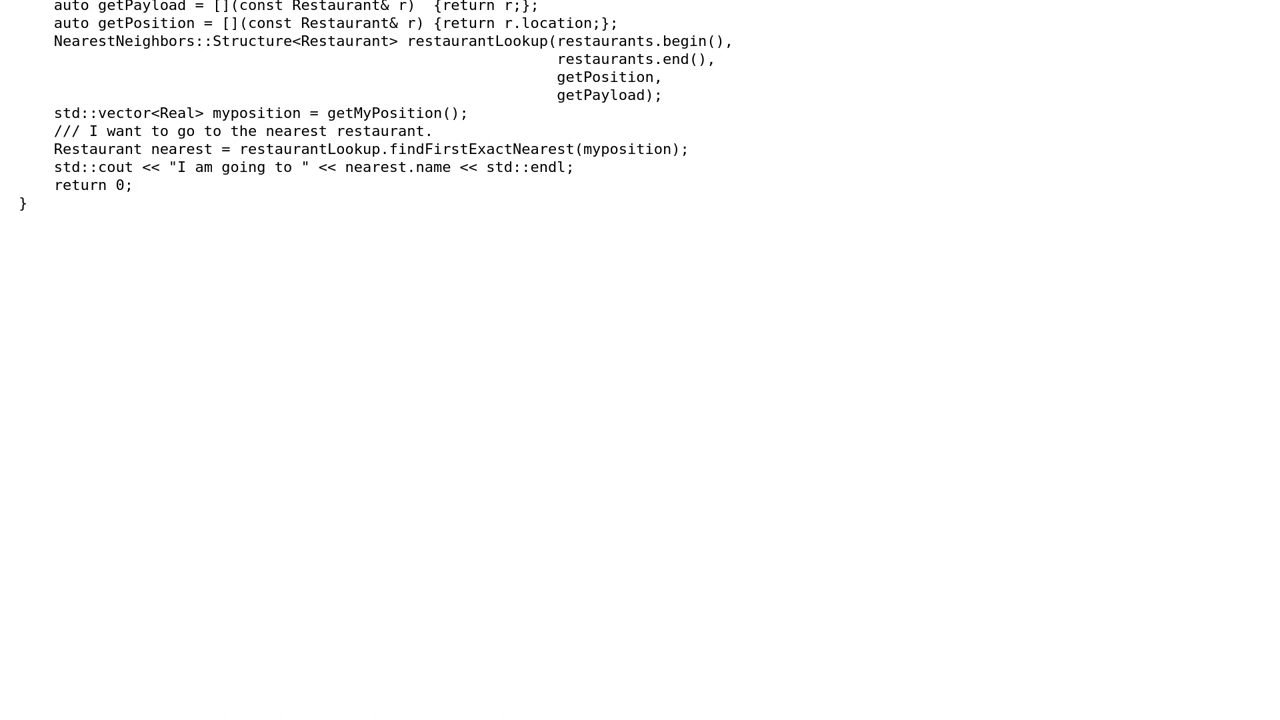 auto getPayload = [](const Restaurant& r)  {return r;};
    auto getPosition = [](const Restaurant& r) {return r.location;};
    NearestNeighbors::Structure<Restaurant> restaurantLookup(restaurants.begin(),
                                                             restaurants.end(),
                                                             getPosition,
                                                             getPayload);
    std::vector<Real> myposition = getMyPosition();
    /// I want to go to the nearest restaurant.
    Restaurant nearest = restaurantLookup.findFirstExactNearest(myposition);
    std::cout << "I am going to " << nearest.name << std::endl;
    return 0;
}